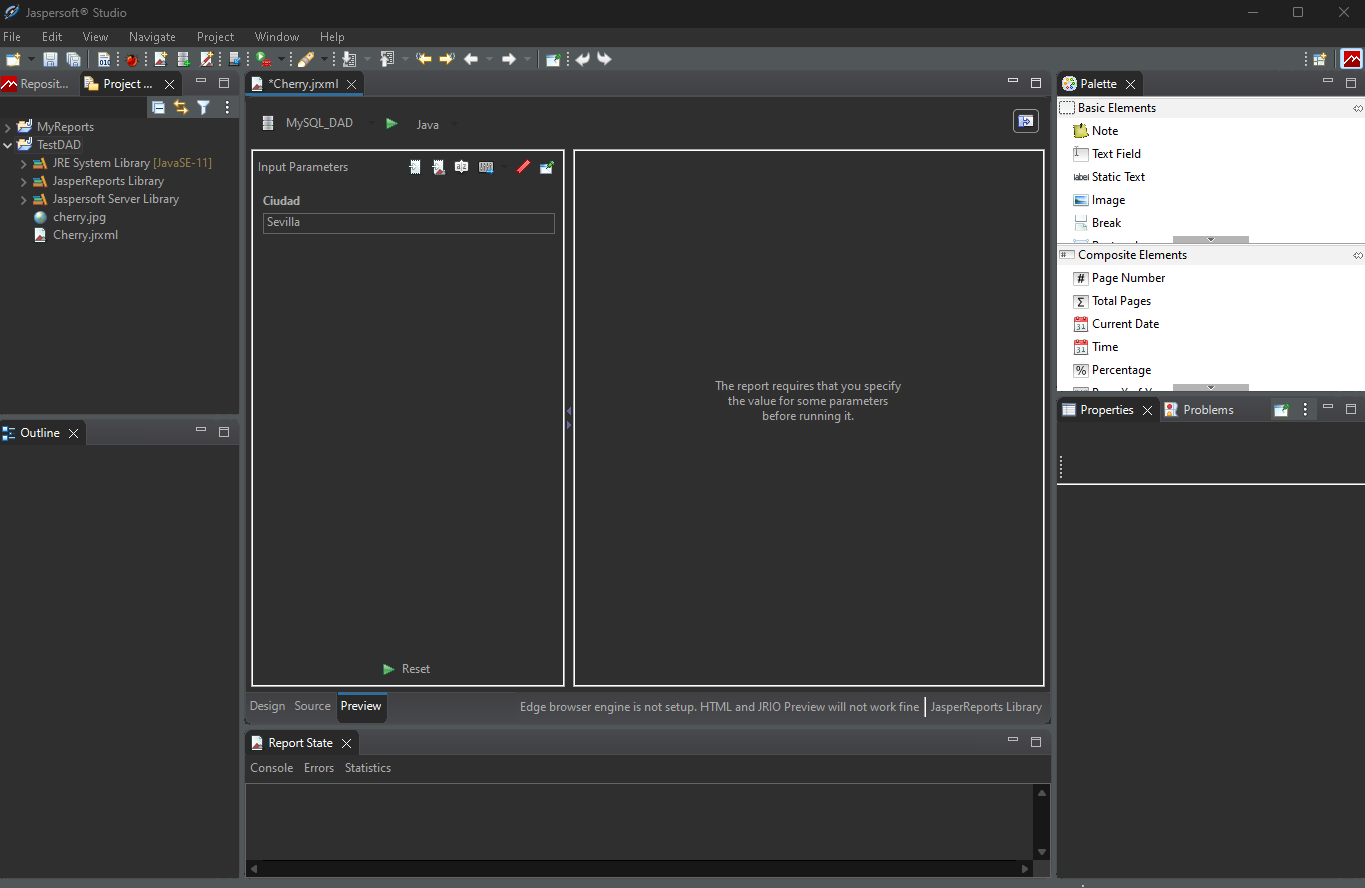 Jaspersoft® Studio
File Edit View Navigate Project Window Help
Reposit... Project ...
MyReports
TestDAD
JRE System Library [JavaSE-11]
JasperReports Library
Jaspersoft Server Library
cherry.jpg
Cherry.jrxml
Outline
*Cherry.jrxml
MySQL_DAD Java
Input Parameters
Ciudad
Sevilla
Reset
The report requires that you specify
the value for some parameters
before running it.
Design Source Preview
Edge browser engine is not setup. HTML and JRIO Preview will not work fine JasperReports Library
Report State
Console Errors Statistics
Palette
Basic Elements
Note
Text Field
label Static Text
Image
Break
Composite Elements
# Page Number
Σ Total Pages
31 Current Date
31 Time
% Percentage
Properties Problems